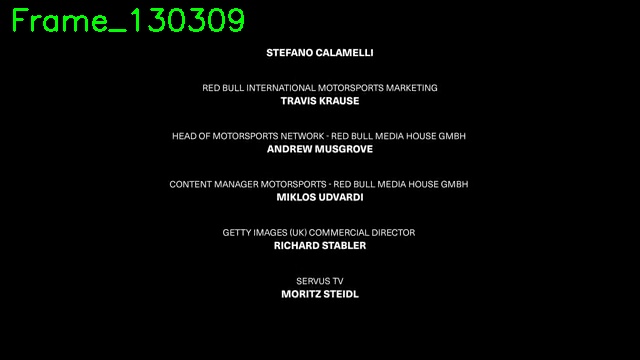 Frame_130309
STEFANO CALAMELLI
RED BULL INTERNATIONAL MOTORSPORTS MARKETING
TRAVIS KRAUSE
HEAD OF MOTORSPORTS NETWORK - RED BULL MEDIA HOUSE GMBH
ANDREW MUSGROVE
CONTENT MANAGER MOTORSPORTS - RED BULL MEDIA HOUSE GMBH
MIKLOS UDVARDI
GETTY IMAGES (UK) COMMERCIAL DIRECTOR
RICHARD STABLER
SERVUS TV
MORITZ STEIDL